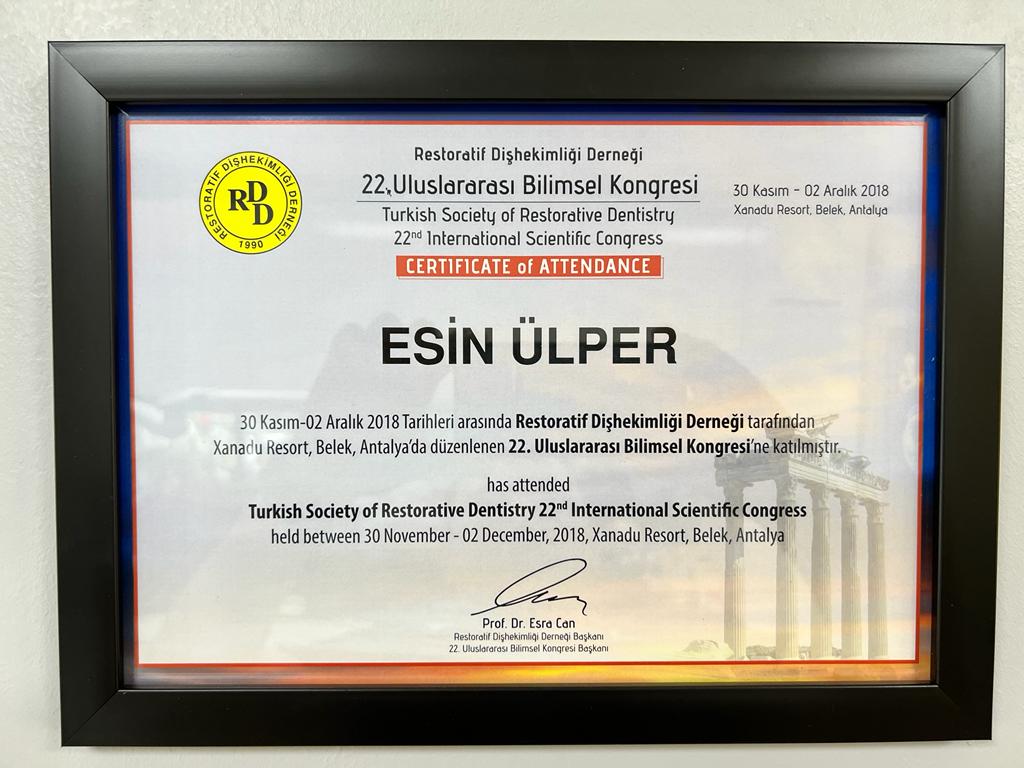 RESTORATİF DİŞHEKİMLİĞİ DERNEĞİ
RDD
1990
Restoratif Dişhekimliği Derneği
22. Uluslararası Bilimsel Kongresi
Turkish Society of Restorative Dentistry
22nd International Scientific Congress
CERTIFICATE of ATTENDANCE
30 Kasım - 02 Aralık 2018
Xanadu Resort, Belek, Antalya
ESİN ÜLPER
30 Kasım-02 Aralık 2018 Tarihleri arasında Restoratif Dişhekimliği Derneği tarafından
Xanadu Resort, Belek, Antalya'da düzenlenen 22. Uluslararası Bilimsel Kongresi'ne katılmıştır.
has attended
Turkish Society of Restorative Dentistry 22nd International Scientific Congress
held between 30 November - 02 December, 2018, Xanadu Resort, Belek, Antalya
Prof. Dr. Esra Can
Restoratif Dişhekimliği Derneği Başkanı
22. Uluslararası Bilimsel Kongresi Başkanı